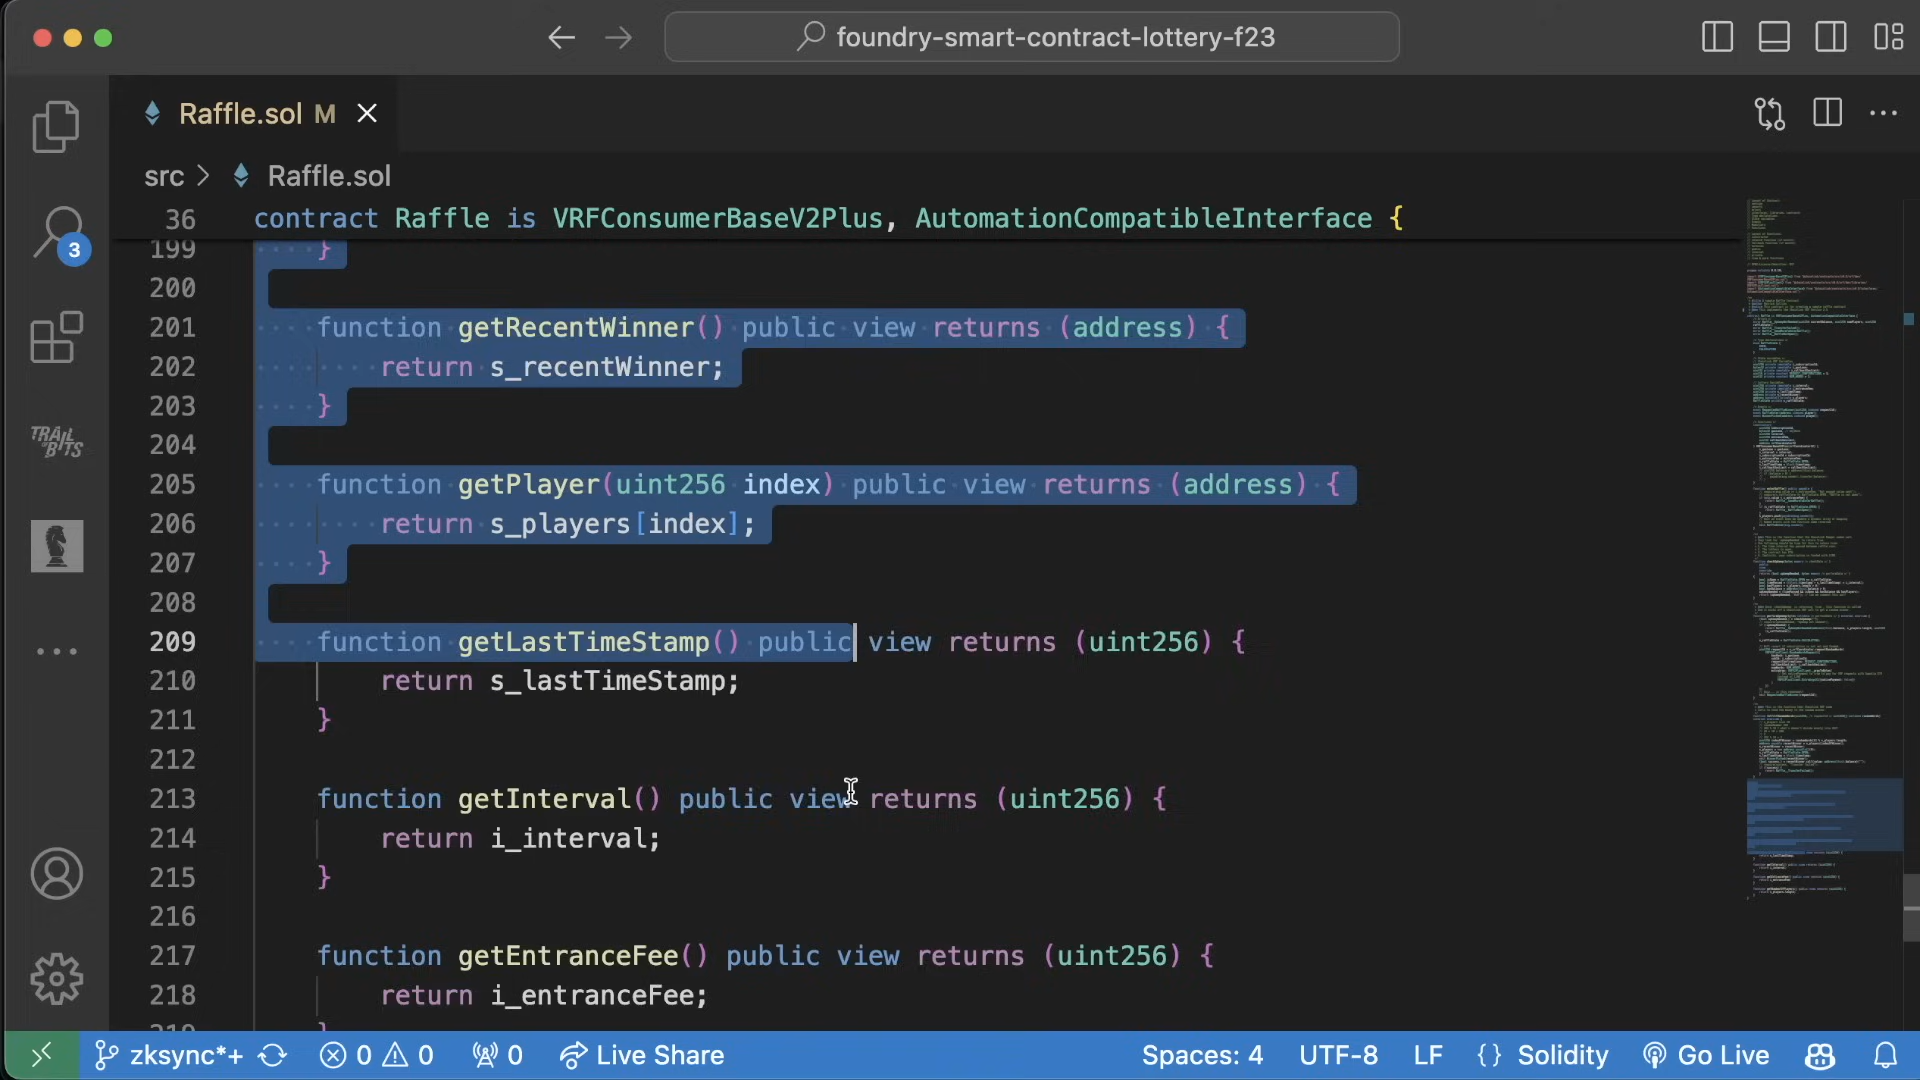 foundry-smart-contract-lottery-f23
Raffle.sol M
src > Raffle.sol
36 contract Raffle is VRFConsumerBaseV2Plus, AutomationCompatibleInterface {
3
TRAIL OF BITS
199 }
200
201 function getRecentWinner() public view returns (address) {
202 return s_recentWinner;
203 }
204
205 function getPlayer(uint256 index) public view returns (address) {
206 return s_players[index];
207 }
208
209 function getLastTimeStamp() public view returns (uint256) {
210 return s_lastTimeStamp;
211 }
212
213 function getInterval() public view returns (uint256) {
214 return i_interval;
215 }
216
217 function getEntranceFee() public view returns (uint256) {
218 return i_entranceFee;
219 }
zksync*+ 0 0 0 Live Share Spaces: 4 UTF-8 LF {} Solidity Go Live